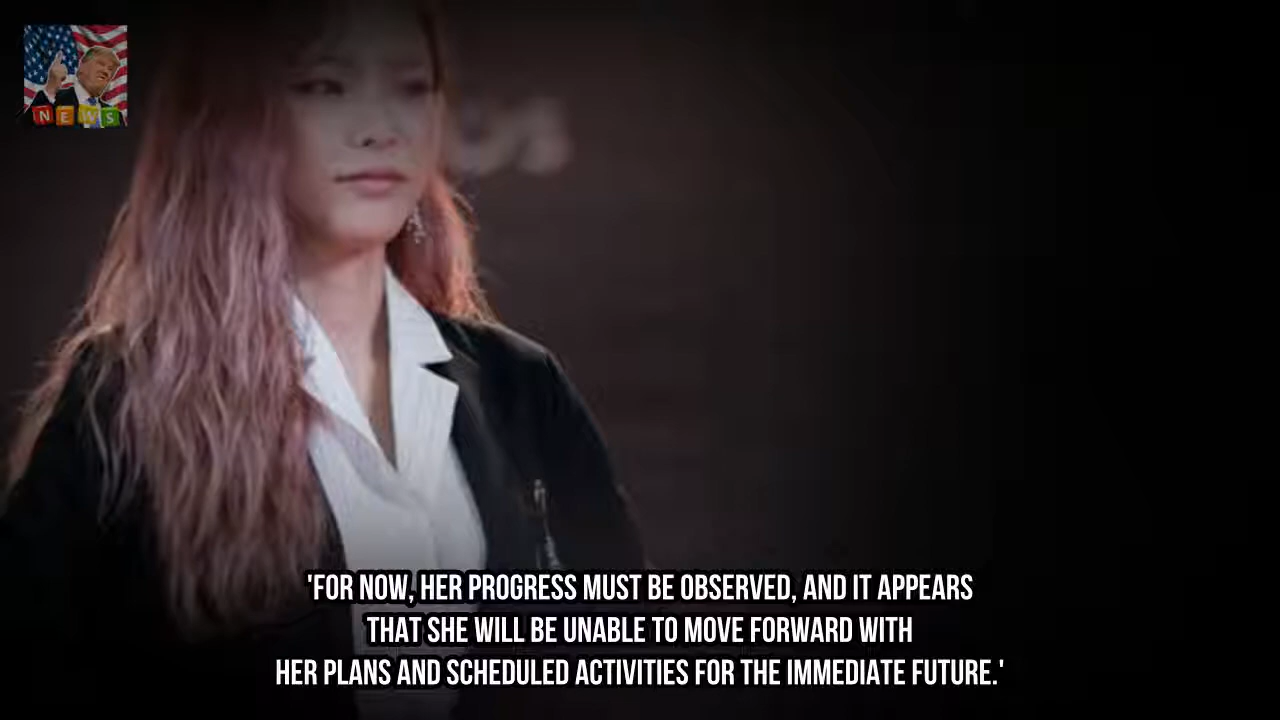 NEWS
'FOR NOW, HER PROGRESS MUST BE OBSERVED, AND IT APPEARS
THAT SHE WILL BE UNABLE TO MOVE FORWARD WITH
HER PLANS AND SCHEDULED ACTIVITIES FOR THE IMMEDIATE FUTURE.'